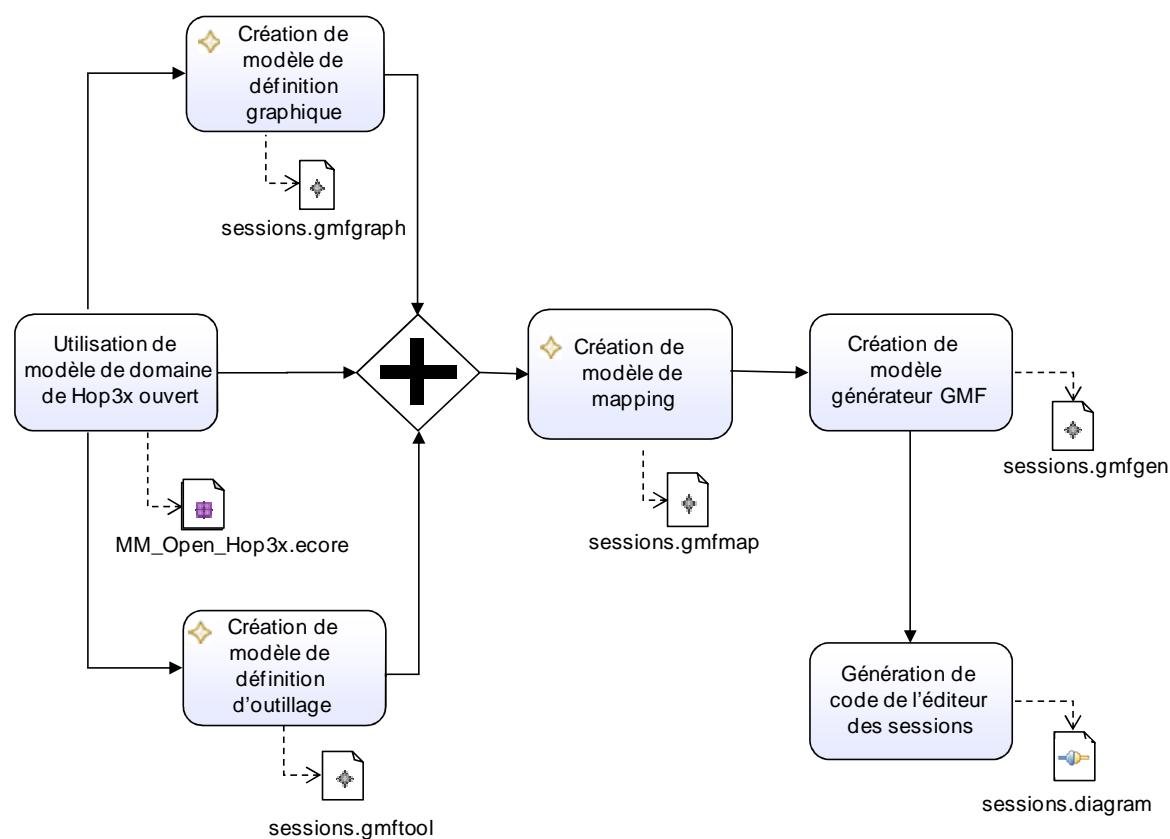 Création de
modèle de
définition
graphique
sessions.gmfgraph
Utilisation de
modèle de domaine
de Hop3x ouvert
MM_Open_Hop3x.ecore
Création de
modèle de
mapping
sessions.gmfmap
Création de
modèle
générateur GMF
sessions.gmfgen
Création de
modèle de
définition
d’outillage
sessions.gmftool
Génération de
code de l’éditeur
des sessions
sessions.diagram